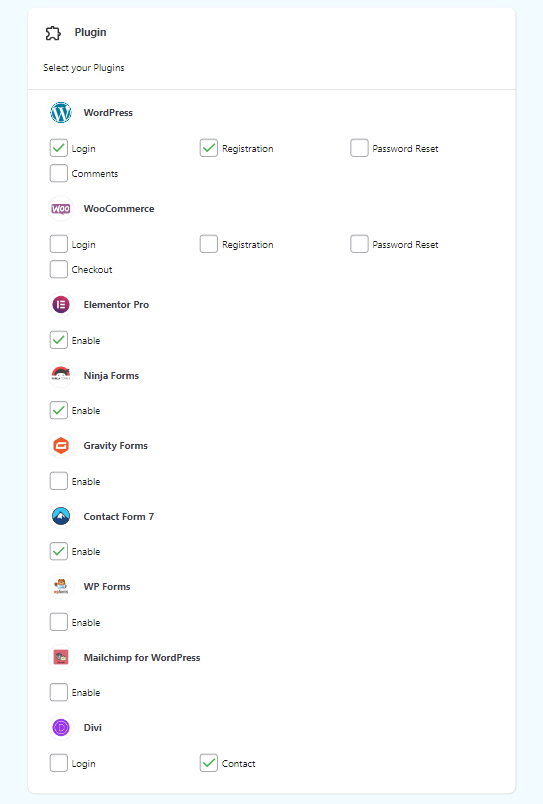 Plugin
Select your Plugins
WordPress
Login Registration Password Reset
Comments
WOO WooCommerce
Login Registration Password Reset
Checkout
Elementor Pro
Enable
Ninja Forms
Enable
Gravity Forms
Enable
Contact Form 7
Enable
WP Forms
Enable
Mailchimp for WordPress
Enable
Divi
Login Contact